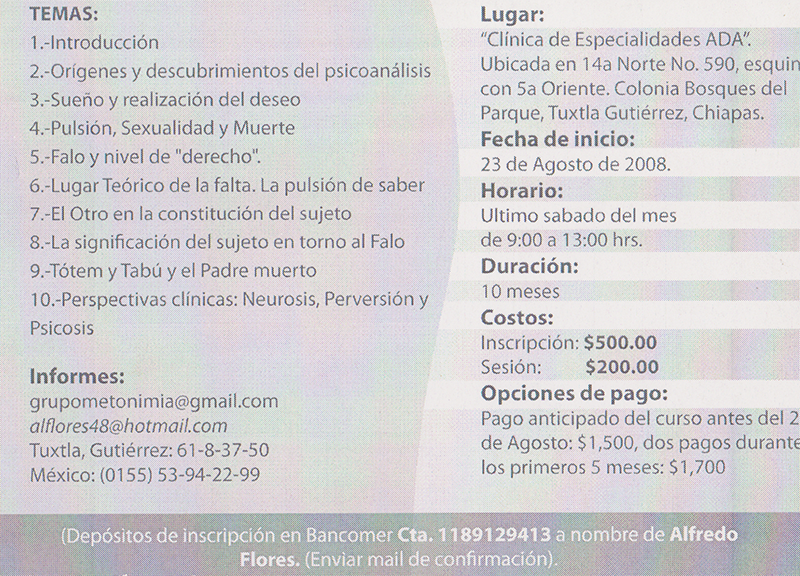 TEMAS:
1.-Introducción
2.-Orígenes y descubrimientos del psicoanálisis
3.-Sueño y realización del deseo
4.-Pulsión, Sexualidad y Muerte
5.-Falo y nivel de "derecho".
6.-Lugar Teórico de la falta. La pulsión de saber
7.-El Otro en la constitución del sujeto
8.-La significación del sujeto en torno al Falo
9.-Tótem y Tabú y el Padre muerto
10.-Perspectivas clínicas: Neurosis, Perversión y
Psicosis
Informes:
grupometonimia@gmail.com
alflores48@hotmail.com
Tuxtla, Gutiérrez: 61-8-37-50
México: (0155) 53-94-22-99
Lugar:
“Clínica de Especialidades ADA”.
Ubicada en 14a Norte No. 590, esquin
con 5a Oriente. Colonia Bosques del
Parque, Tuxtla Gutiérrez, Chiapas.
Fecha de inicio:
23 de Agosto de 2008.
Horario:
Ultimo sabado del mes
de 9:00 a 13:00 hrs.
Duración:
10 meses
Costos:
Inscripción: $500.00
Sesión: $200.00
Opciones de pago:
Pago anticipado del curso antes del 2
de Agosto: $1,500, dos pagos durante
los primeros 5 meses: $1,700
(Depósitos de inscripción en Bancomer Cta. 1189129413 a nombre de Alfredo
Flores. (Enviar mail de confirmación).